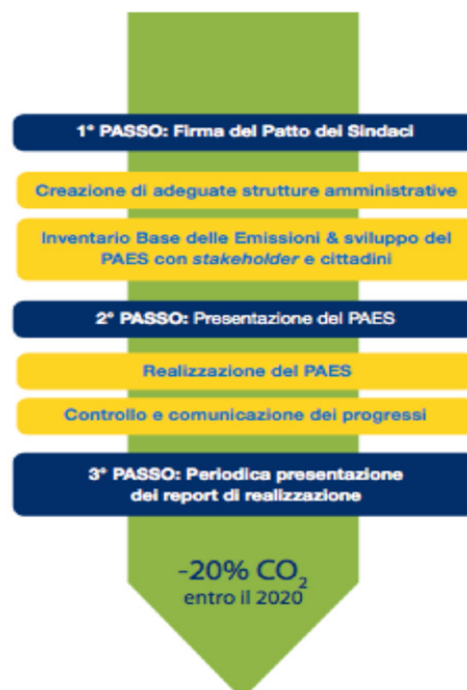 1° PASSO: Firma del Patto dei Sindaci
Creazione di adeguate strutture amministrative
Inventario Base delle Emissioni & sviluppo del
PAES con stakeholder e cittadini
2° PASSO: Presentazione del PAES
Realizzazione del PAES
Controllo e comunicazione dei progressi
3° PASSO: Periodica presentazione
dei report di realizzazione
-20% CO₂
entro il 2020